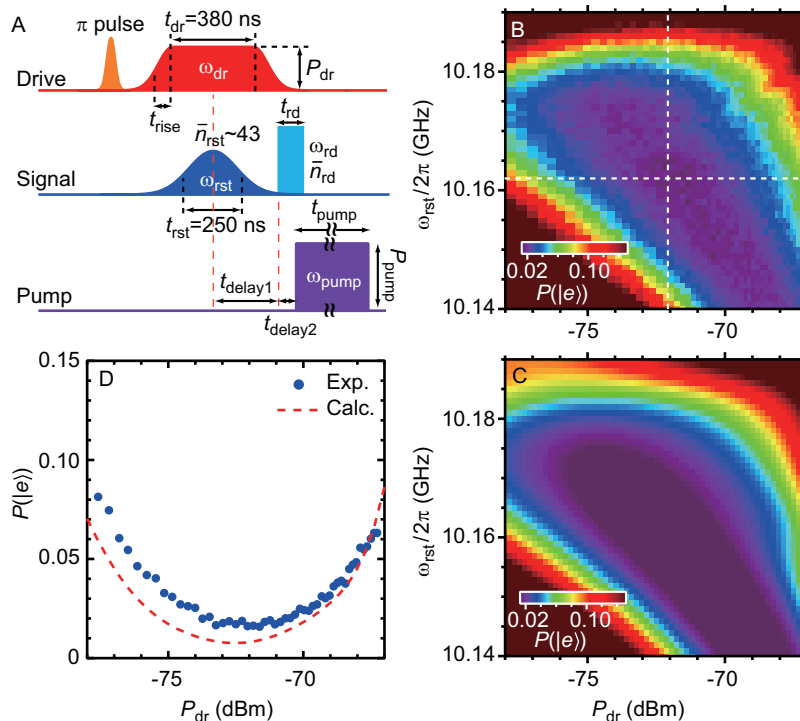 A
π pulse
t_dr=380 ns
Drive
ω_dr
P_dr
t_rise
n̄_rst~43
t_rd
ω_rd
n̄_rd
Signal
ω_rst
t_rst=250 ns
t_pump
P_pump
ω_pump
t_delay1
Pump
t_delay2
B
10.18
10.16
10.14
ω_rst/2π (GHz)
0.02 0.10
P(|e⟩)
-75 -70
D
0.15
0.10
0.05
0
P(|e⟩)
Exp.
Calc.
-75 -70
P_dr (dBm)
C
10.18
10.16
10.14
ω_rst/2π (GHz)
0.02 0.10
P(|e⟩)
-75 -70
P_dr (dBm)